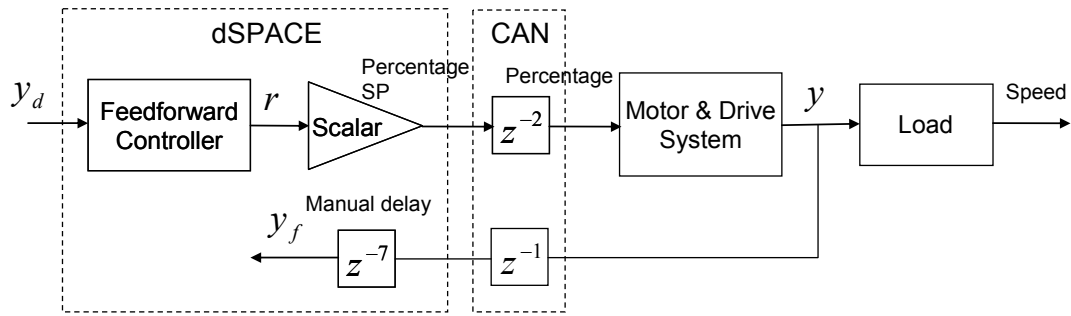 dSPACE
CAN
y_d
Feedforward
Controller
r
Percentage
SP
Scalar
Percentage
z^{-2}
Motor & Drive
System
y
Load
Speed
Manual delay
y_f
z^{-7}
z^{-1}